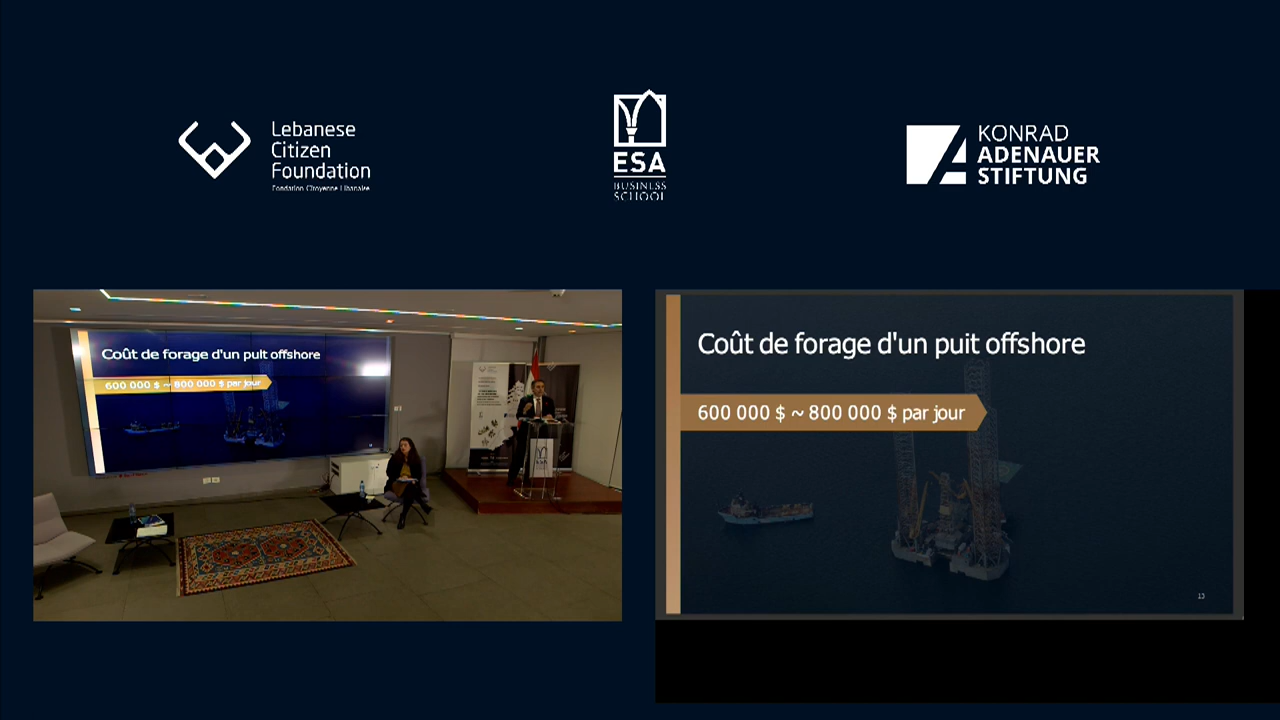 Lebanese
Citizen
Foundation
Fondation Citoyenne Libanaise
ESA
BUSINESS
SCHOOL
KONRAD
ADENAUER
STIFTUNG
Coût de forage d'un puit offshore
600 000 $ ~ 800 000 $ par jour
Coût de forage d'un puit offshore
600 000 $ ~ 800 000 $ par jour
13